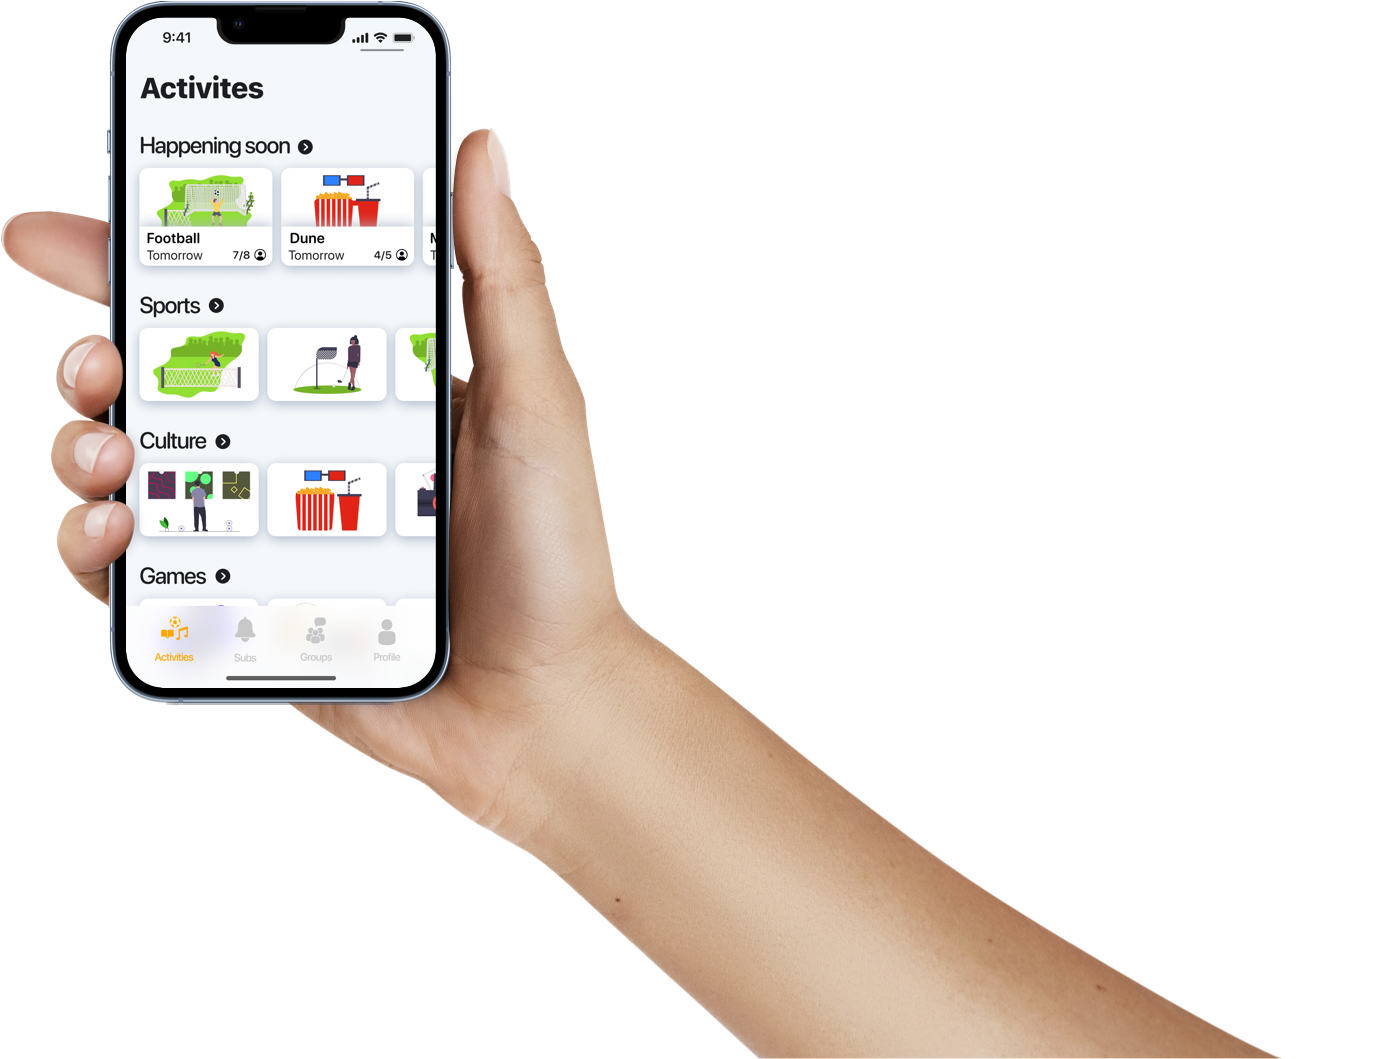 9:41
Activites
Happening soon
Football
Tomorrow 7/8
Dune
Tomorrow 4/5
Sports
Culture
Games
Activities Subs Groups Profile